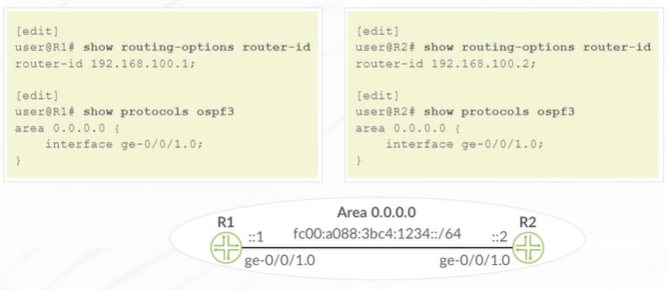 [edit]
user@R1# show routing-options router-id
router-id 192.168.100.1;
[edit]
user@R1# show protocols ospf3
area 0.0.0.0 {
interface ge-0/0/1.0;
}
[edit]
user@R2# show routing-options router-id
router-id 192.168.100.2;
[edit]
user@R2# show protocols ospf3
area 0.0.0.0 {
interface ge-0/0/1.0;
}
Area 0.0.0.0
R1
R2
::1
fc00:a088:3bc4:1234::/64
::2
ge-0/0/1.0
ge-0/0/1.0